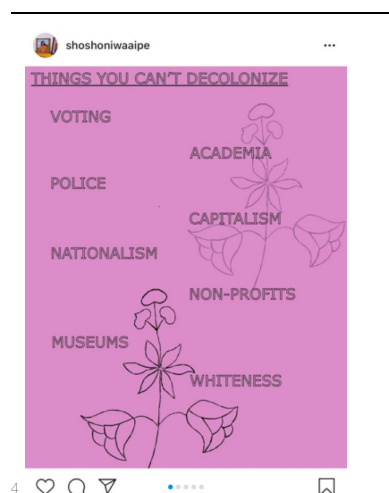 shoshoniwaaipe
THINGS YOU CAN'T DECOLONIZE
VOTING
ACADEMIA
POLICE
CAPITALISM
NATIONALISM
NON-PROFITS
MUSEUMS
WHITENESS
4